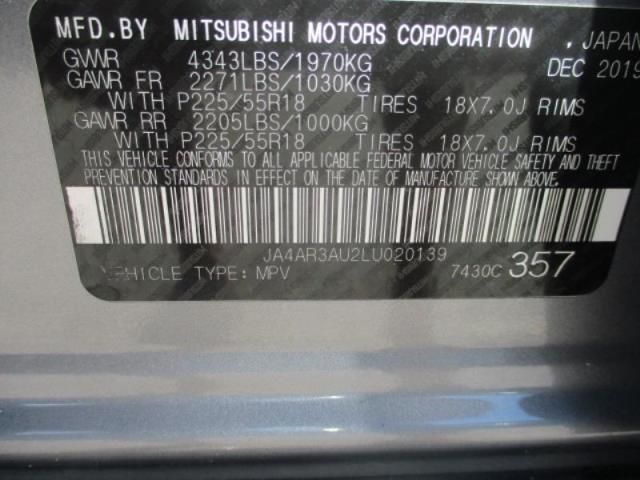 MFD.BY MITSUBISHI MOTORS CORPORATION , JAPAN
GVWR 4343LBS/1970KG DEC 2019
GAWR FR 2271LBS/1030KG
WITH P225/55R18 TIRES 18X7.0J RIMS
GAWR RR 2205LBS/1000KG
WITH P225/55R18 TIRES 18X7.0J RIMS
THIS VEHICLE CONFORMS TO ALL APPLICABLE FEDERAL MOTOR VEHICLE SAFETY AND THEFT
PREVENTION STANDARDS IN EFFECT ON THE DATE OF MANUFACTURE SHOWN ABOVE.
JA4AR3AU2LU020139
VEHICLE TYPE: MPV 7430C 357